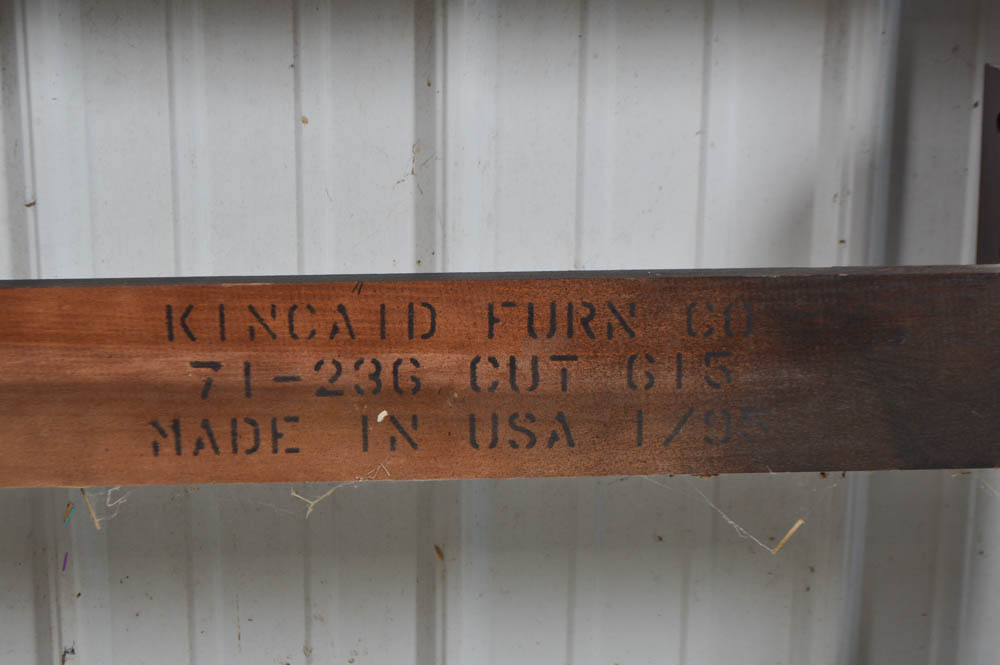 KINCAID FURN CO
71-236 CUT 615
MADE IN USA 1/95